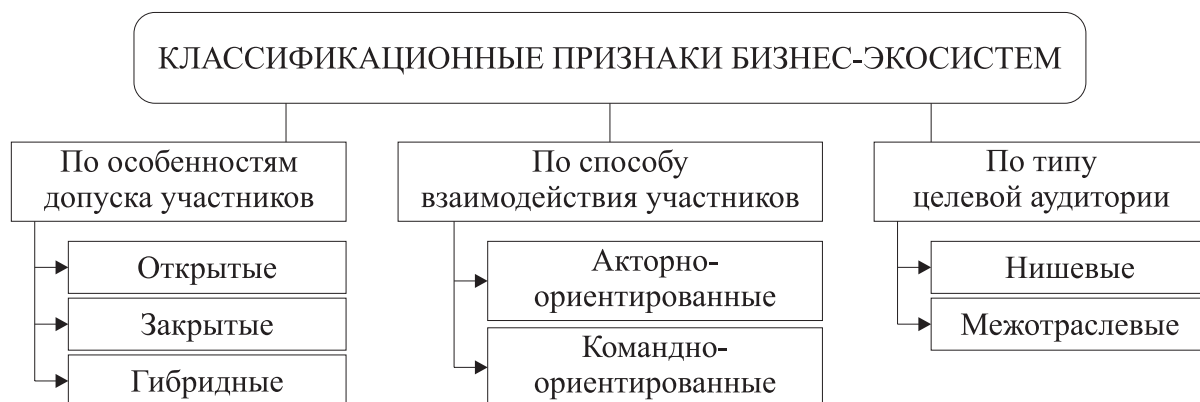 КЛАССИФИКАЦИОННЫЕ ПРИЗНАКИ БИЗНЕС-ЭКОСИСТЕМ
По особенностям
допуска участников
Открытые
Закрытые
Гибридные
По способу
взаимодействия участников
Акторно-
ориентированные
Командно-
ориентированные
По типу
целевой аудитории
Нишевые
Межотраслевые